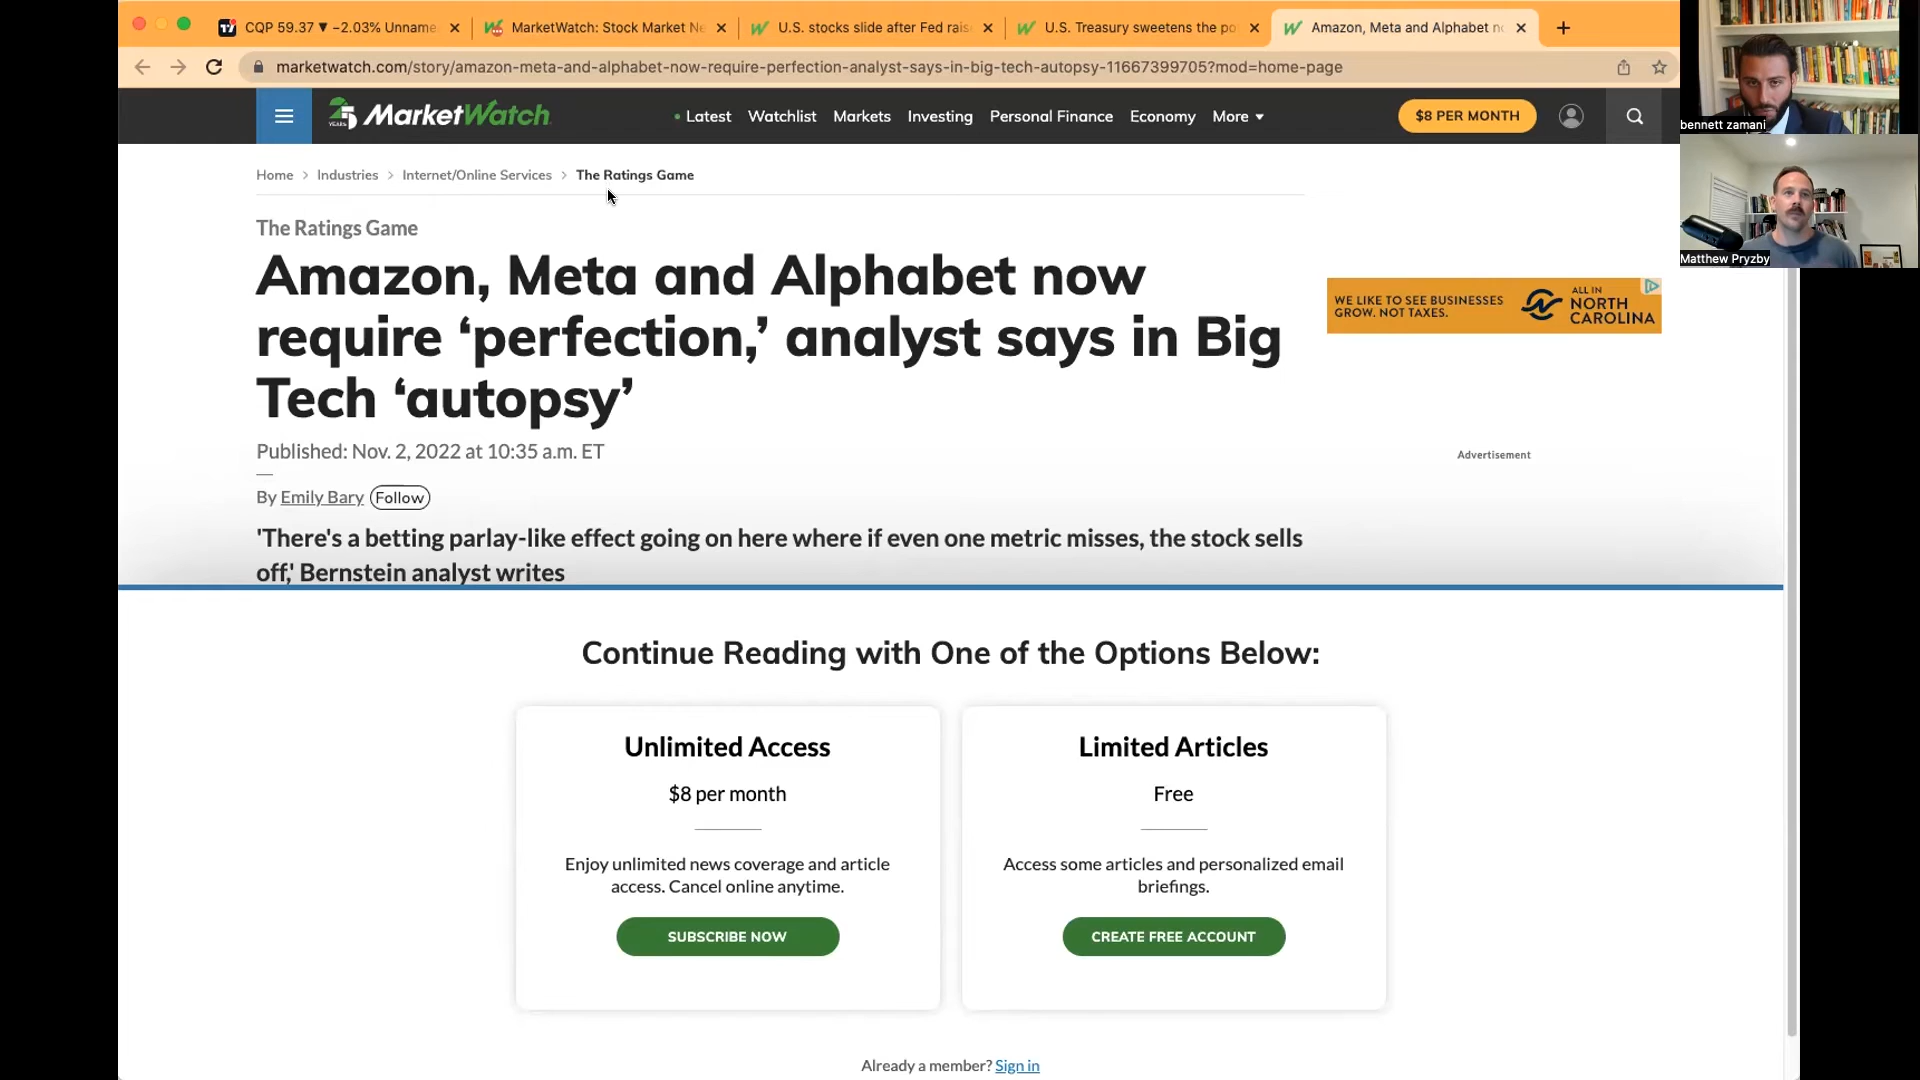 CQP 59.37 ▼ −2.03% Unname
MarketWatch: Stock Market Ne
U.S. stocks slide after Fed rais
U.S. Treasury sweetens the po
Amazon, Meta and Alphabet no
marketwatch.com/story/amazon-meta-and-alphabet-now-require-perfection-analyst-says-in-big-tech-autopsy-11667399705?mod=home-page
bennett zamani
Matthew Pryzby
25 YEARS
MarketWatch
Latest Watchlist Markets Investing Personal Finance Economy More
$8 PER MONTH
Home > Industries > Internet/Online Services > The Ratings Game
The Ratings Game
Amazon, Meta and Alphabet now
require ‘perfection,’ analyst says in Big
Tech ‘autopsy’
WE LIKE TO SEE BUSINESSES
GROW. NOT TAXES.
ALL IN
NORTH
CAROLINA
Advertisement
Published: Nov. 2, 2022 at 10:35 a.m. ET
By Emily Bary Follow
'There's a betting parlay-like effect going on here where if even one metric misses, the stock sells
off,' Bernstein analyst writes
Continue Reading with One of the Options Below:
Unlimited Access
$8 per month
Enjoy unlimited news coverage and article
access. Cancel online anytime.
SUBSCRIBE NOW
Limited Articles
Free
Access some articles and personalized email
briefings.
CREATE FREE ACCOUNT
Already a member? Sign in